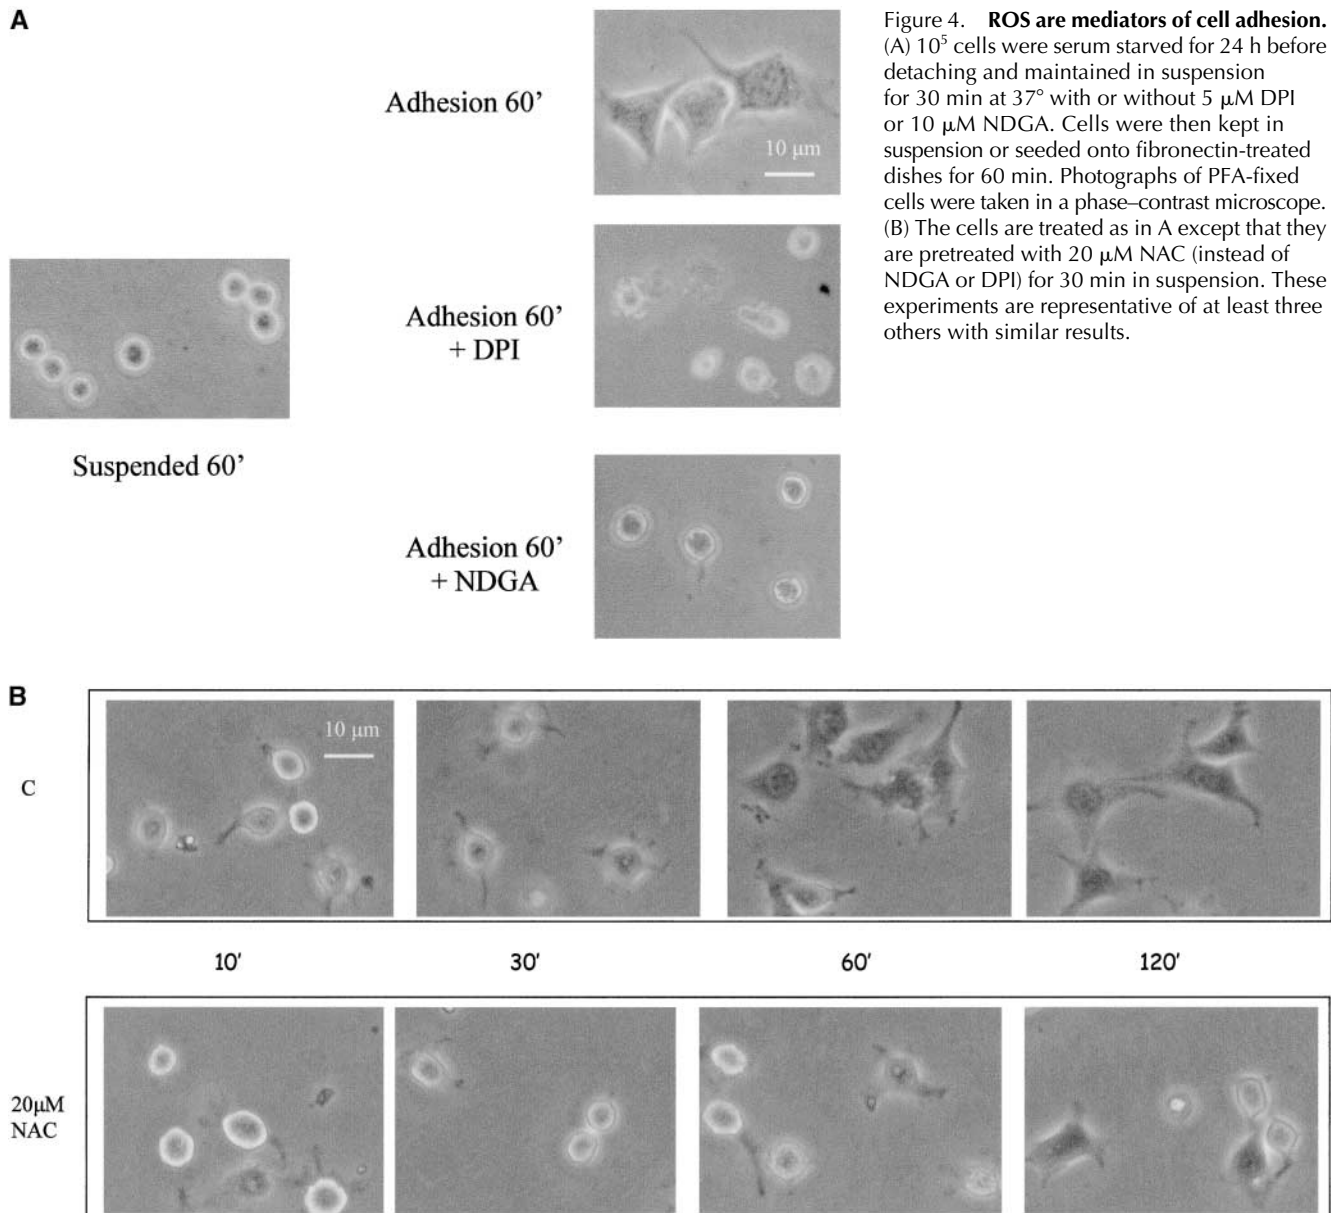 A
Adhesion 60’
10 μm
Adhesion 60’
+ DPI
Suspended 60’
Adhesion 60’
+ NDGA
Figure 4. ROS are mediators of cell adhesion.
(A) 10⁵ cells were serum starved for 24 h before
detaching and maintained in suspension
for 30 min at 37° with or without 5 μM DPI
or 10 μM NDGA. Cells were then kept in
suspension or seeded onto fibronectin-treated
dishes for 60 min. Photographs of PFA-fixed
cells were taken in a phase–contrast microscope.
(B) The cells are treated as in A except that they
are pretreated with 20 μM NAC (instead of
NDGA or DPI) for 30 min in suspension. These
experiments are representative of at least three
others with similar results.
B
C
10 μm
10' 30' 60' 120'
20μM
NAC